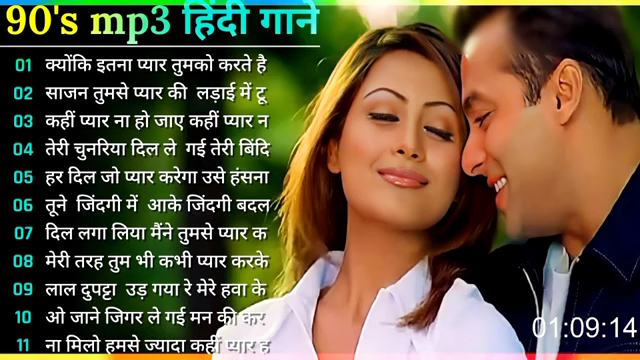 90's mp3 हिंदी गाने
01 क्योंकि इतना प्यार तुमको करते है
02 साजन तुमसे प्यार की लड़ाई में टू
03 कहीं प्यार ना हो जाए कहीं प्यार न
04 तेरी चुनरिया दिल ले गई तेरी बिंदि
05 हर दिल जो प्यार करेगा उसे हंसना
06 तूने जिंदगी में आके जिंदगी बदल
07 दिल लगा लिया मैंने तुमसे प्यार क
08 मेरी तरह तुम भी कभी प्यार करके
09 लाल दुपट्टा उड़ गया रे मेरे हवा के
10 ओ जाने जिगर ले गई मन की कर
11 ना मिलो हमसे ज्यादा कहीं प्यार ह
01:09:14